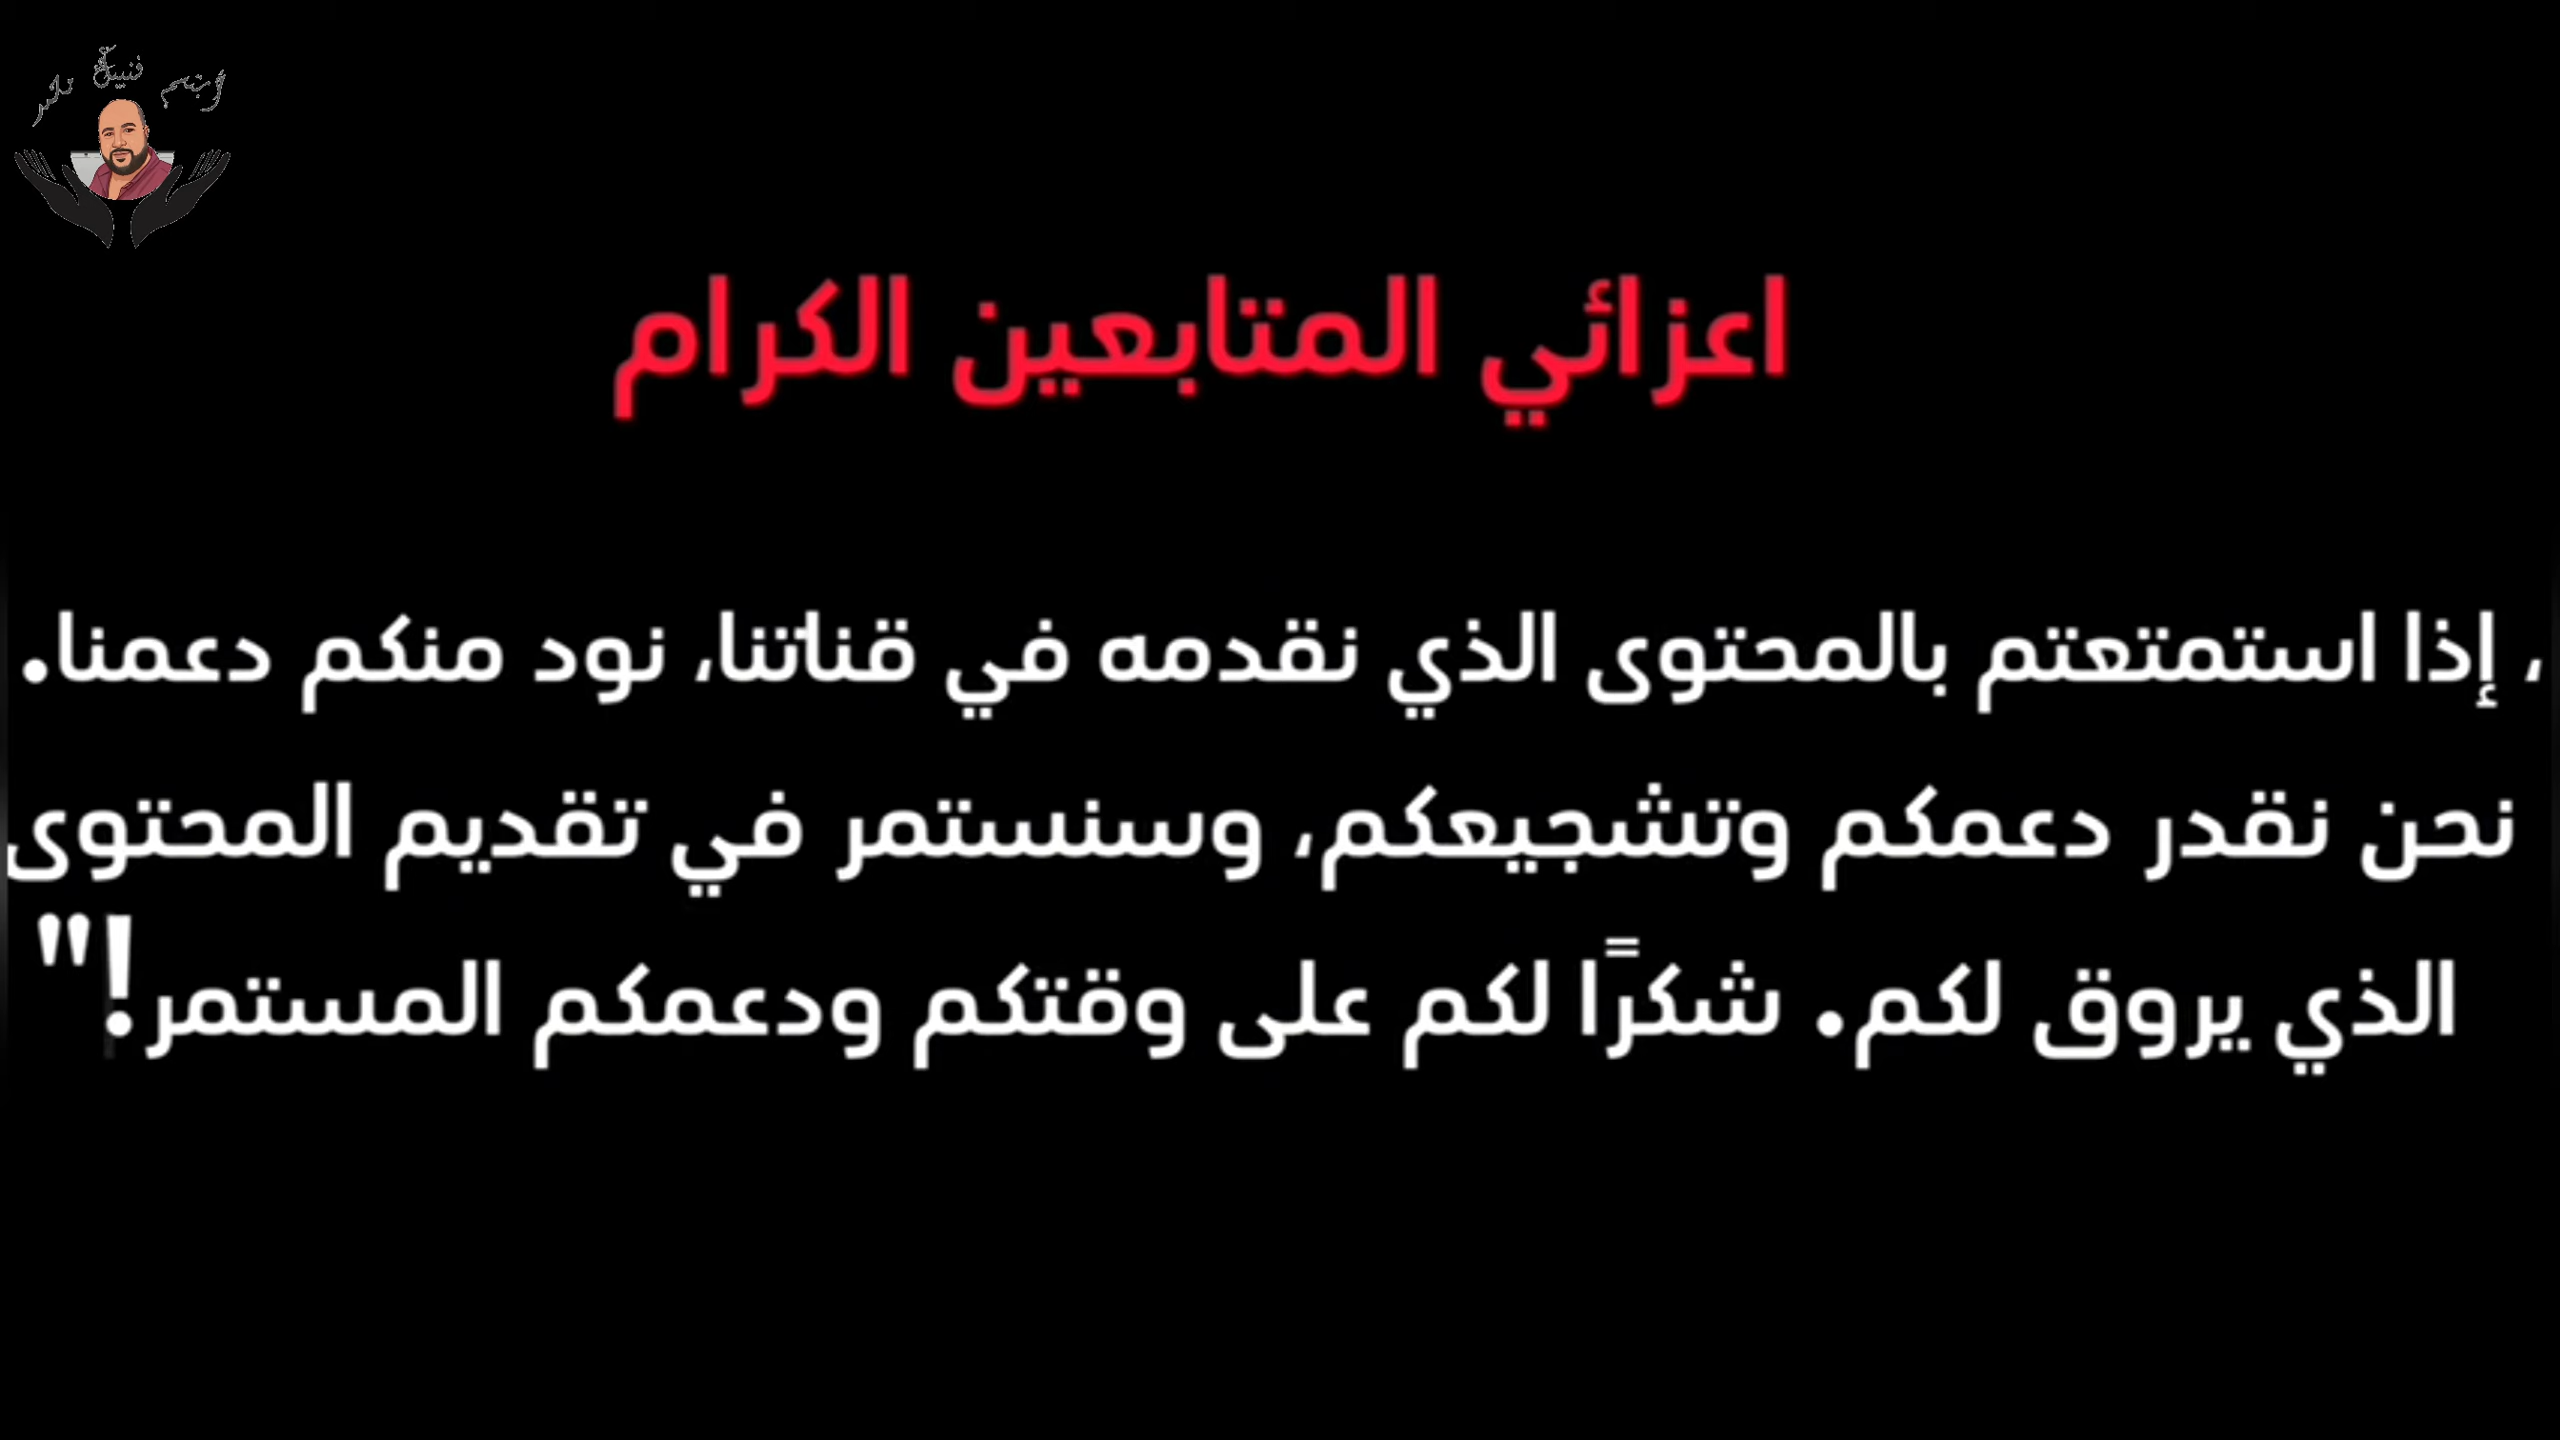 اعزائي المتابعين الكرام
، إذا استمتعتم بالمحتوى الذي نقدمه في قناتنا، نود منكم دعمنا.
نحن نقدر دعمكم وتشجيعكم، وسنستمر في تقديم المحتوى
الذي يروق لكم. شكرًا لكم على وقتكم ودعمكم المستمر!"